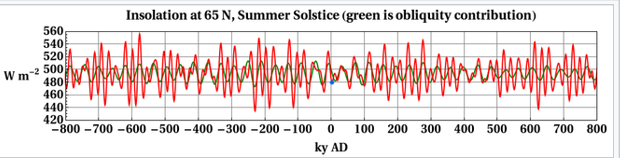 Insolation at 65 N, Summer Solstice (green is obliquity contribution)
560
540
520
W m⁻² 500
480
460
440
420
−800 −700 −600 −500 −400 −300 −200 −100 0 100 200 300 400 500 600 700 800
ky AD